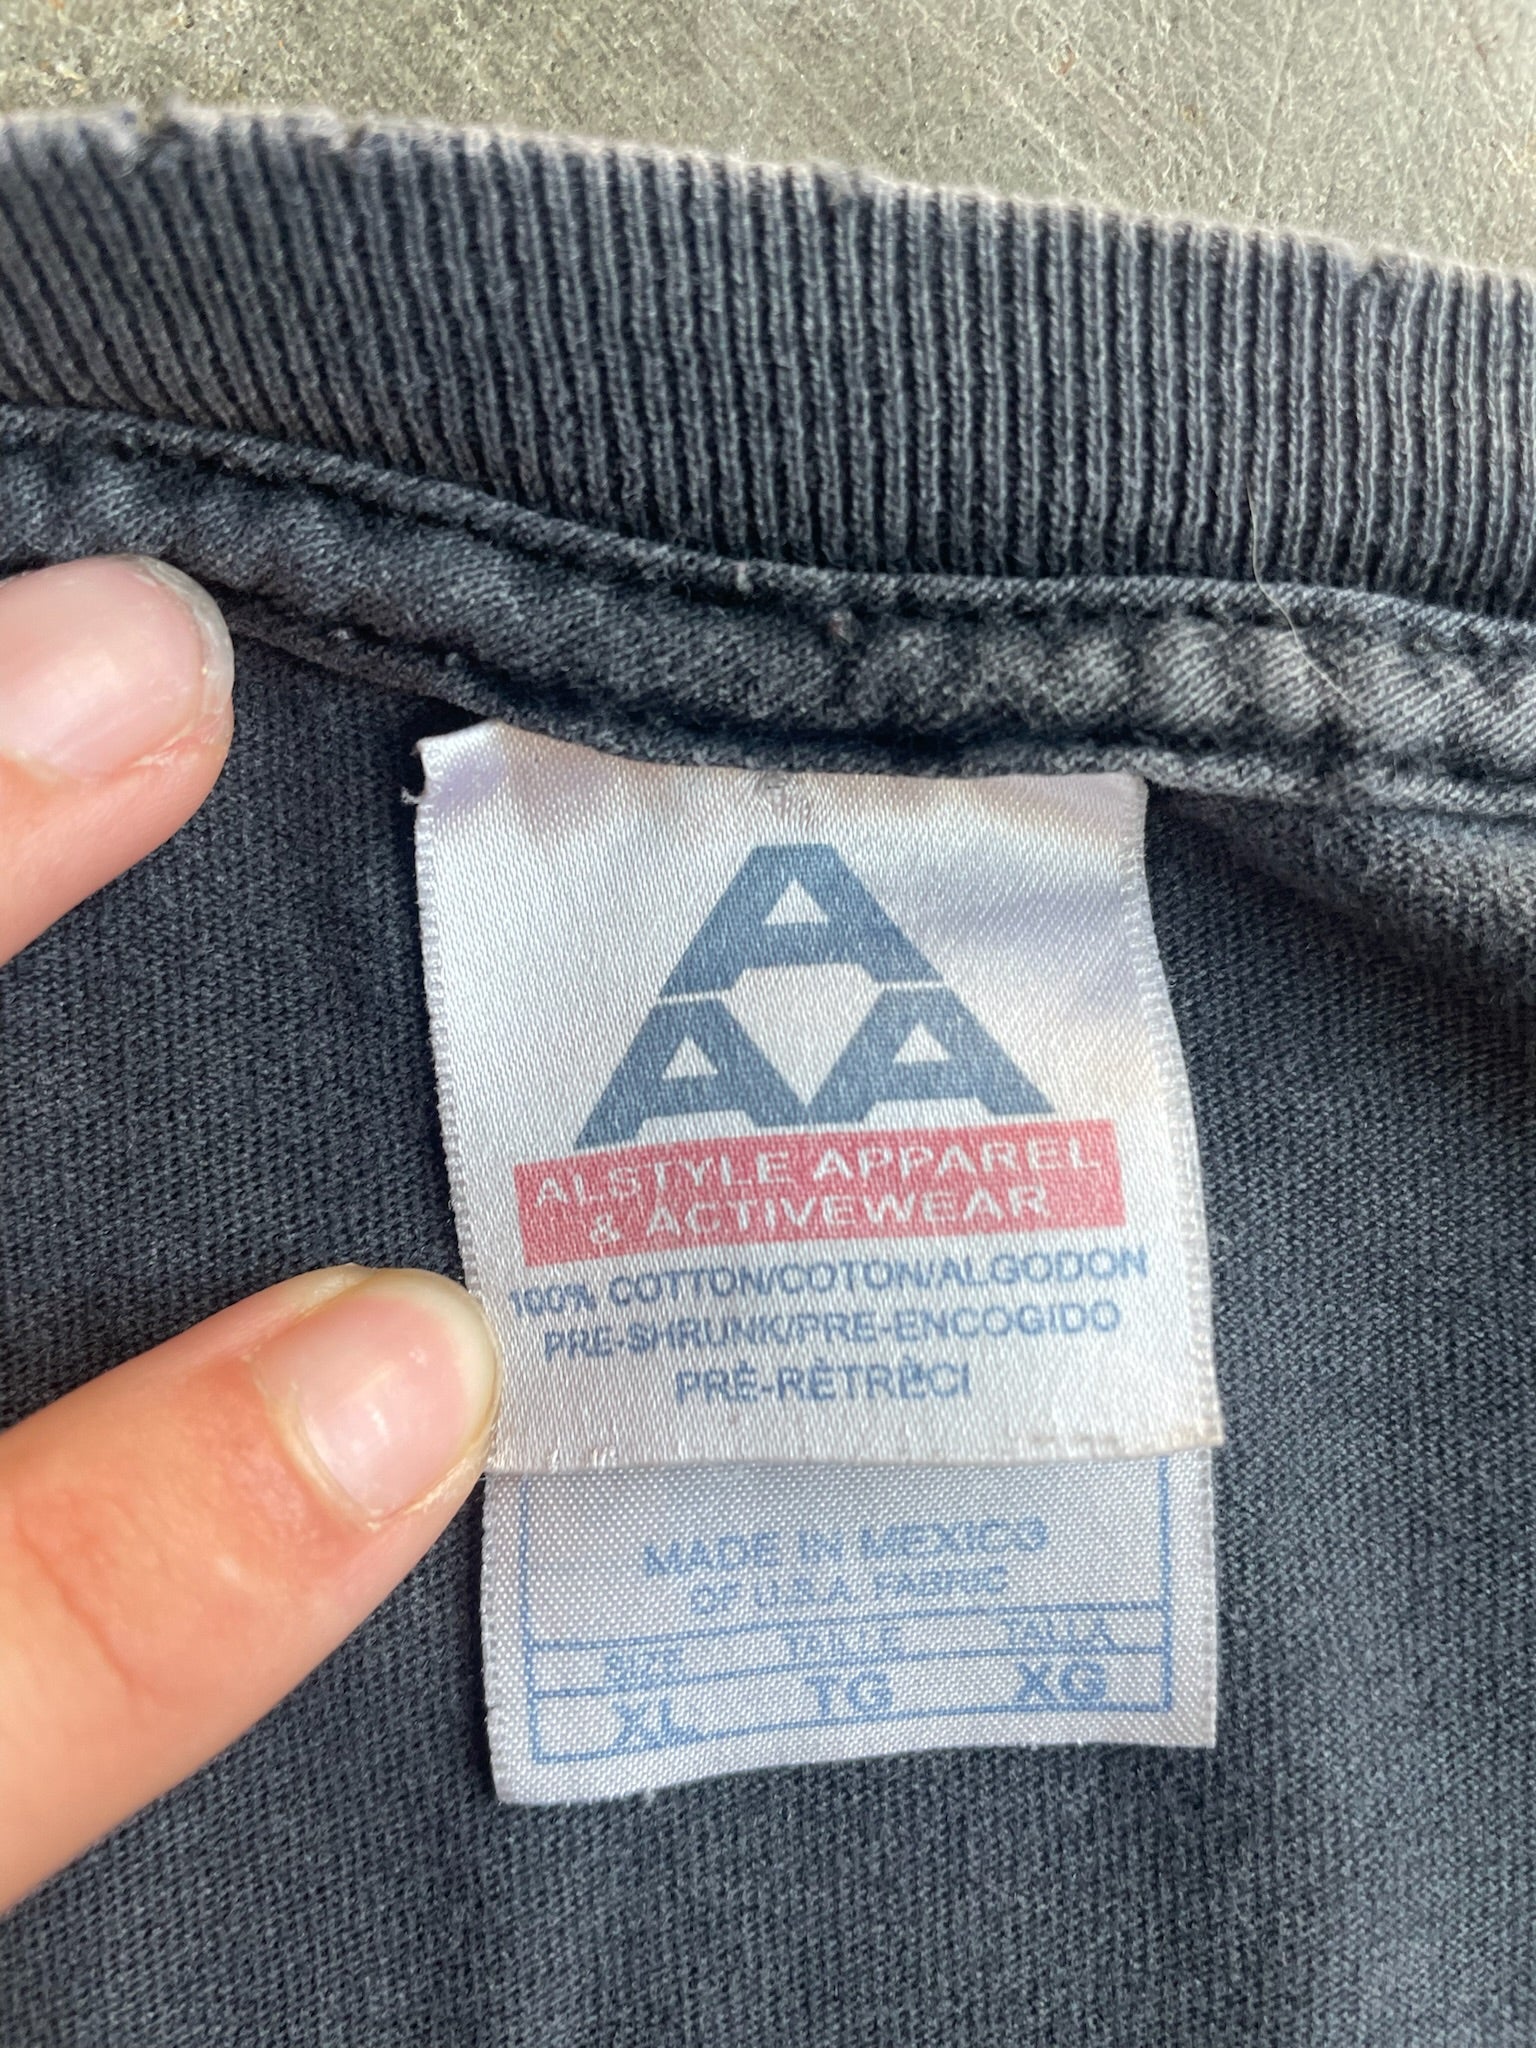 A
A A
ALSTYLE APPAREL
& ACTIVEWEAR
100% COTTON/COTON/ALGODON
PRE-SHRUNK/PRE-ENCOGIDO
PRÉ-RÉTRÈCI
MADE IN MEXICO
OF U.S.A. FABRIC
SIZE TAILLE TALLA
XL TG XG